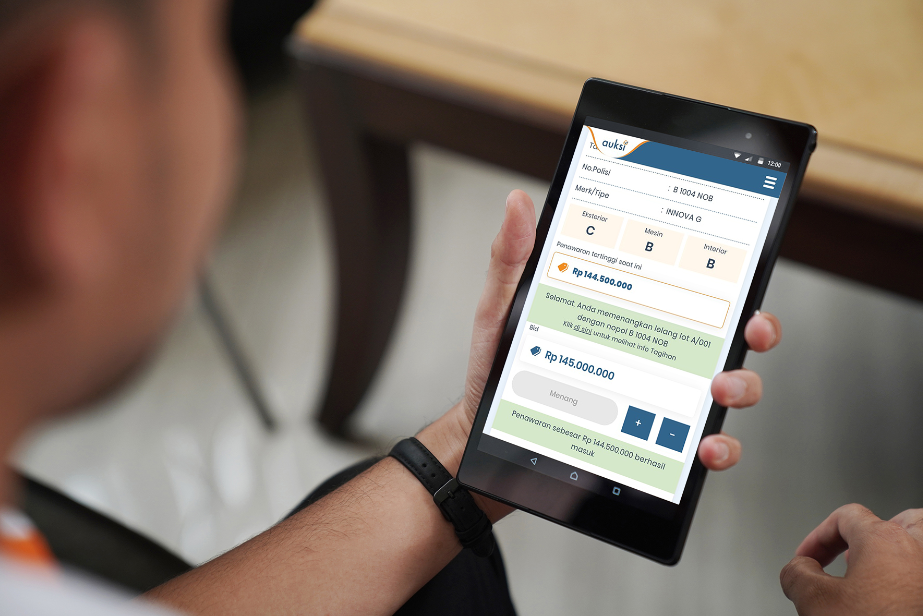 12:00
auksi
Ta
No.Polisi : B 1004 NOB
Merk/Tipe : INNOVA G
Eksterior Mesin Interior
C B B
Penawaran tertinggi saat ini
Rp 144.500.000
Selamat, Anda memenangkan lelang lot A/001
dengan nopol B 1004 NOB
Klik di sini untuk melihat info Tagihan
Bid
Rp 145.000.000
Menang + −
Penawaran sebesar Rp 144.500.000 berhasil
masuk